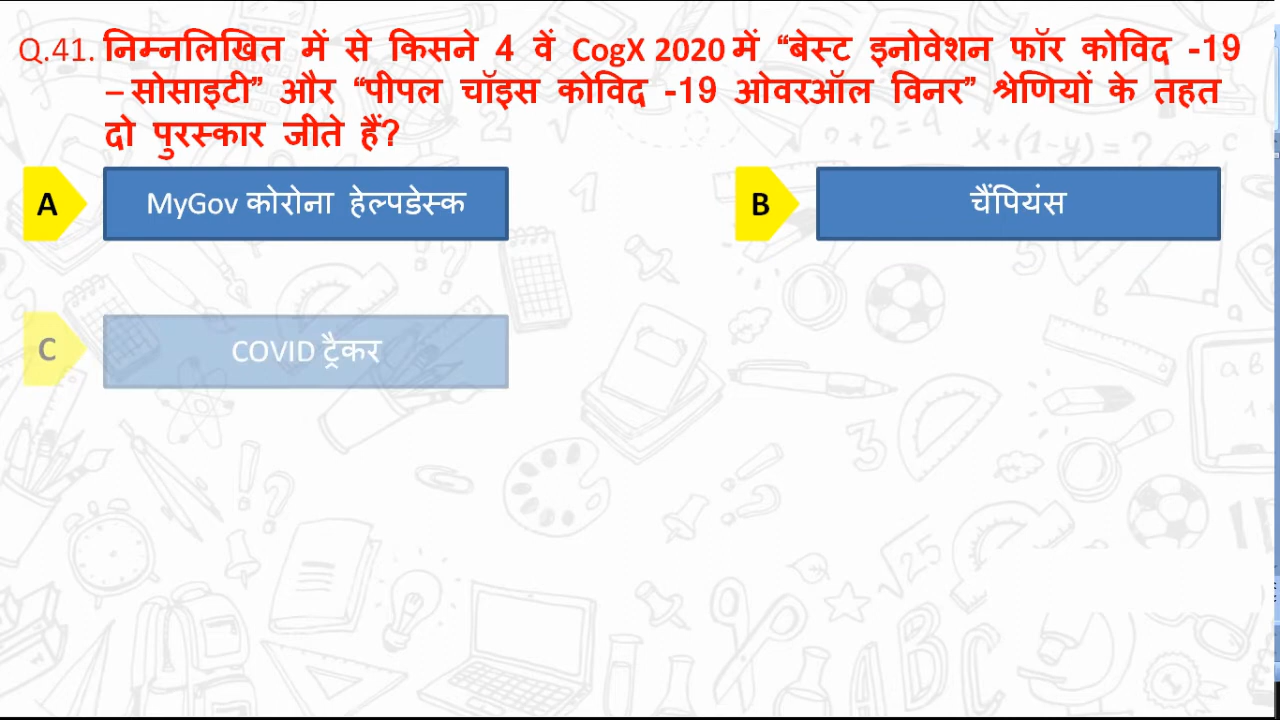 Q.41. निम्नलिखित में से किसने 4 वें CogX 2020 में “बेस्ट इनोवेशन फॉर कोविद -19
– सोसाइटी” और “पीपल चॉइस कोविद -19 ओवरऑल विनर” श्रेणियों के तहत
दो पुरस्कार जीते हैं?
A MyGov कोरोना हेल्पडेस्क
B चैंपियंस
C COVID ट्रैकर